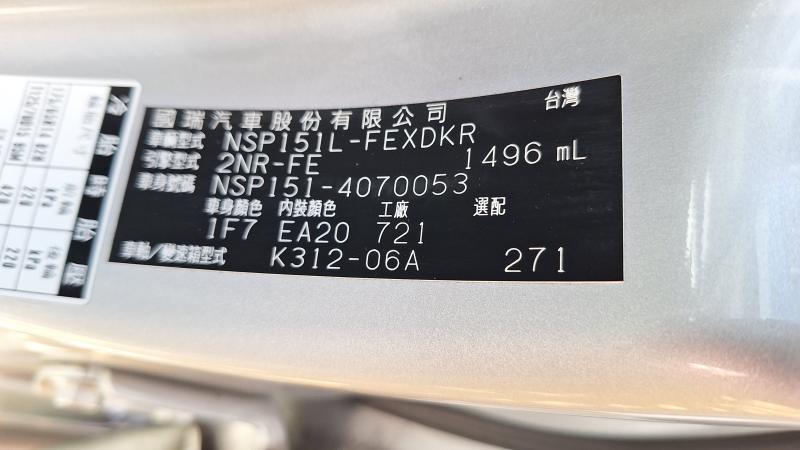 國瑞汽車股份有限公司 台灣
車輛型式 NSP151L-FEXDKR
引擎型式 2NR-FE 1496 mL
車身號碼 NSP151-4070053
車身顏色 內裝顏色 工廠 選配
1F7 EA20 721
車軸/變速箱型式 K312-06A 271